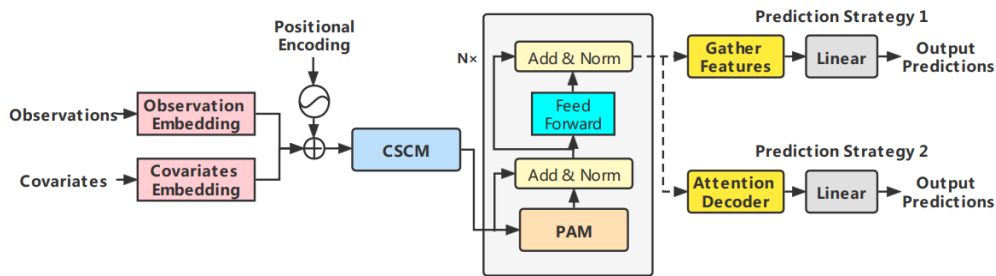 Positional
Encoding
Observations
Observation
Embedding
Covariates
Covariates
Embedding
CSCM
N×
Add & Norm
Feed
Forward
Add & Norm
PAM
Prediction Strategy 1
Gather
Features
Linear
Output
Predictions
Prediction Strategy 2
Attention
Decoder
Linear
Output
Predictions